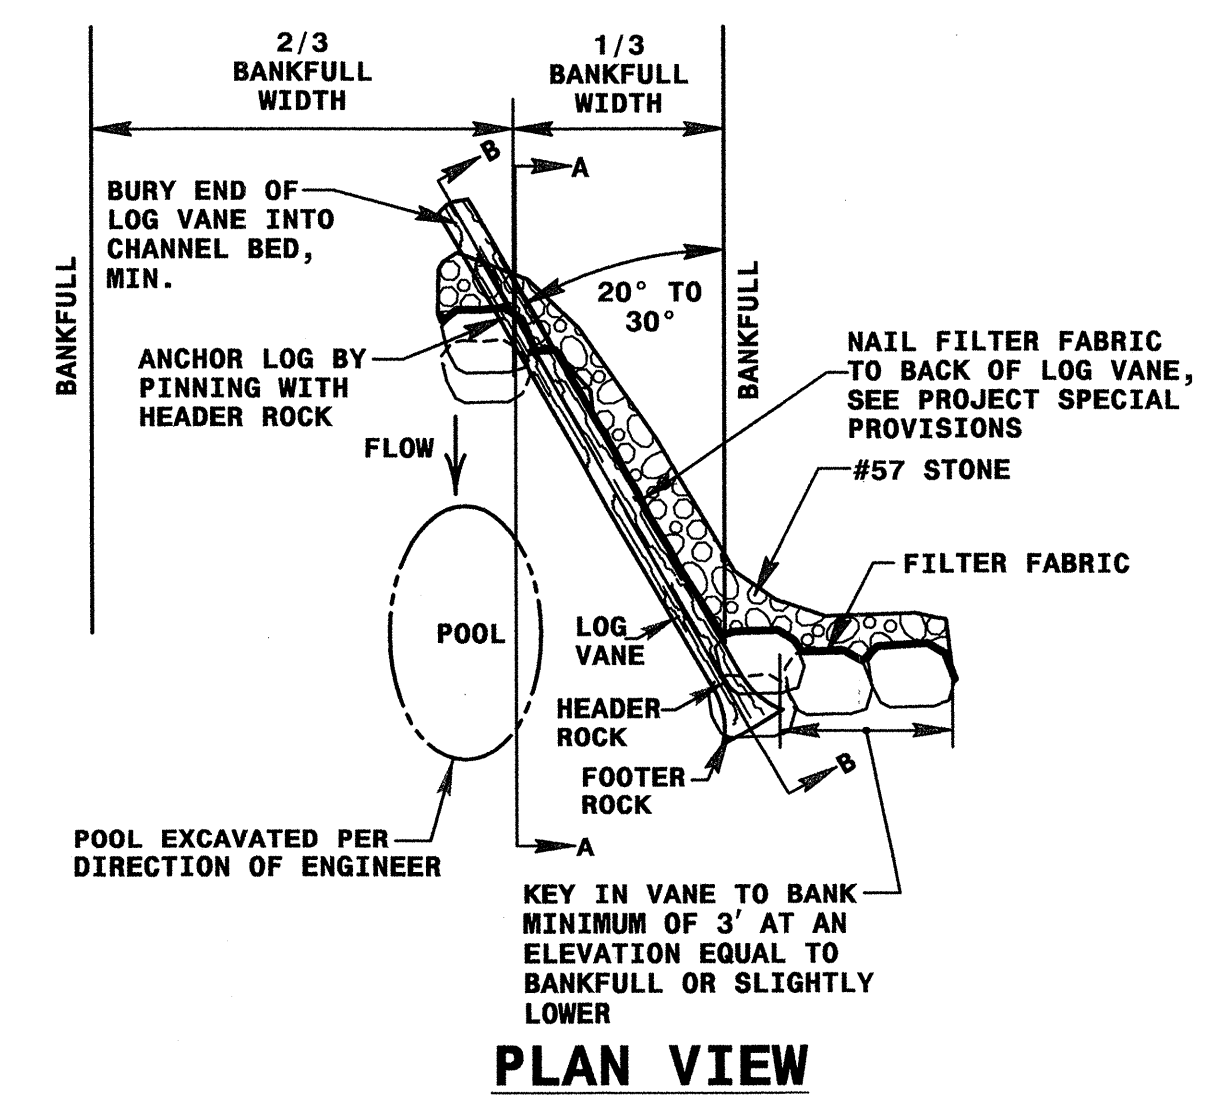 2/3
BANKFULL
WIDTH
1/3
BANKFULL
WIDTH
B
A
BURY END OF
LOG VANE INTO
CHANNEL BED,
MIN.
BANKFULL
20° TO
30°
BANKFULL
ANCHOR LOG BY
PINNING WITH
HEADER ROCK
NAIL FILTER FABRIC
TO BACK OF LOG VANE,
SEE PROJECT SPECIAL
PROVISIONS
FLOW
#57 STONE
FILTER FABRIC
POOL
LOG
VANE
HEADER
ROCK
FOOTER
ROCK
B
POOL EXCAVATED PER
DIRECTION OF ENGINEER
A
KEY IN VANE TO BANK
MINIMUM OF 3' AT AN
ELEVATION EQUAL TO
BANKFULL OR SLIGHTLY
LOWER
PLAN VIEW